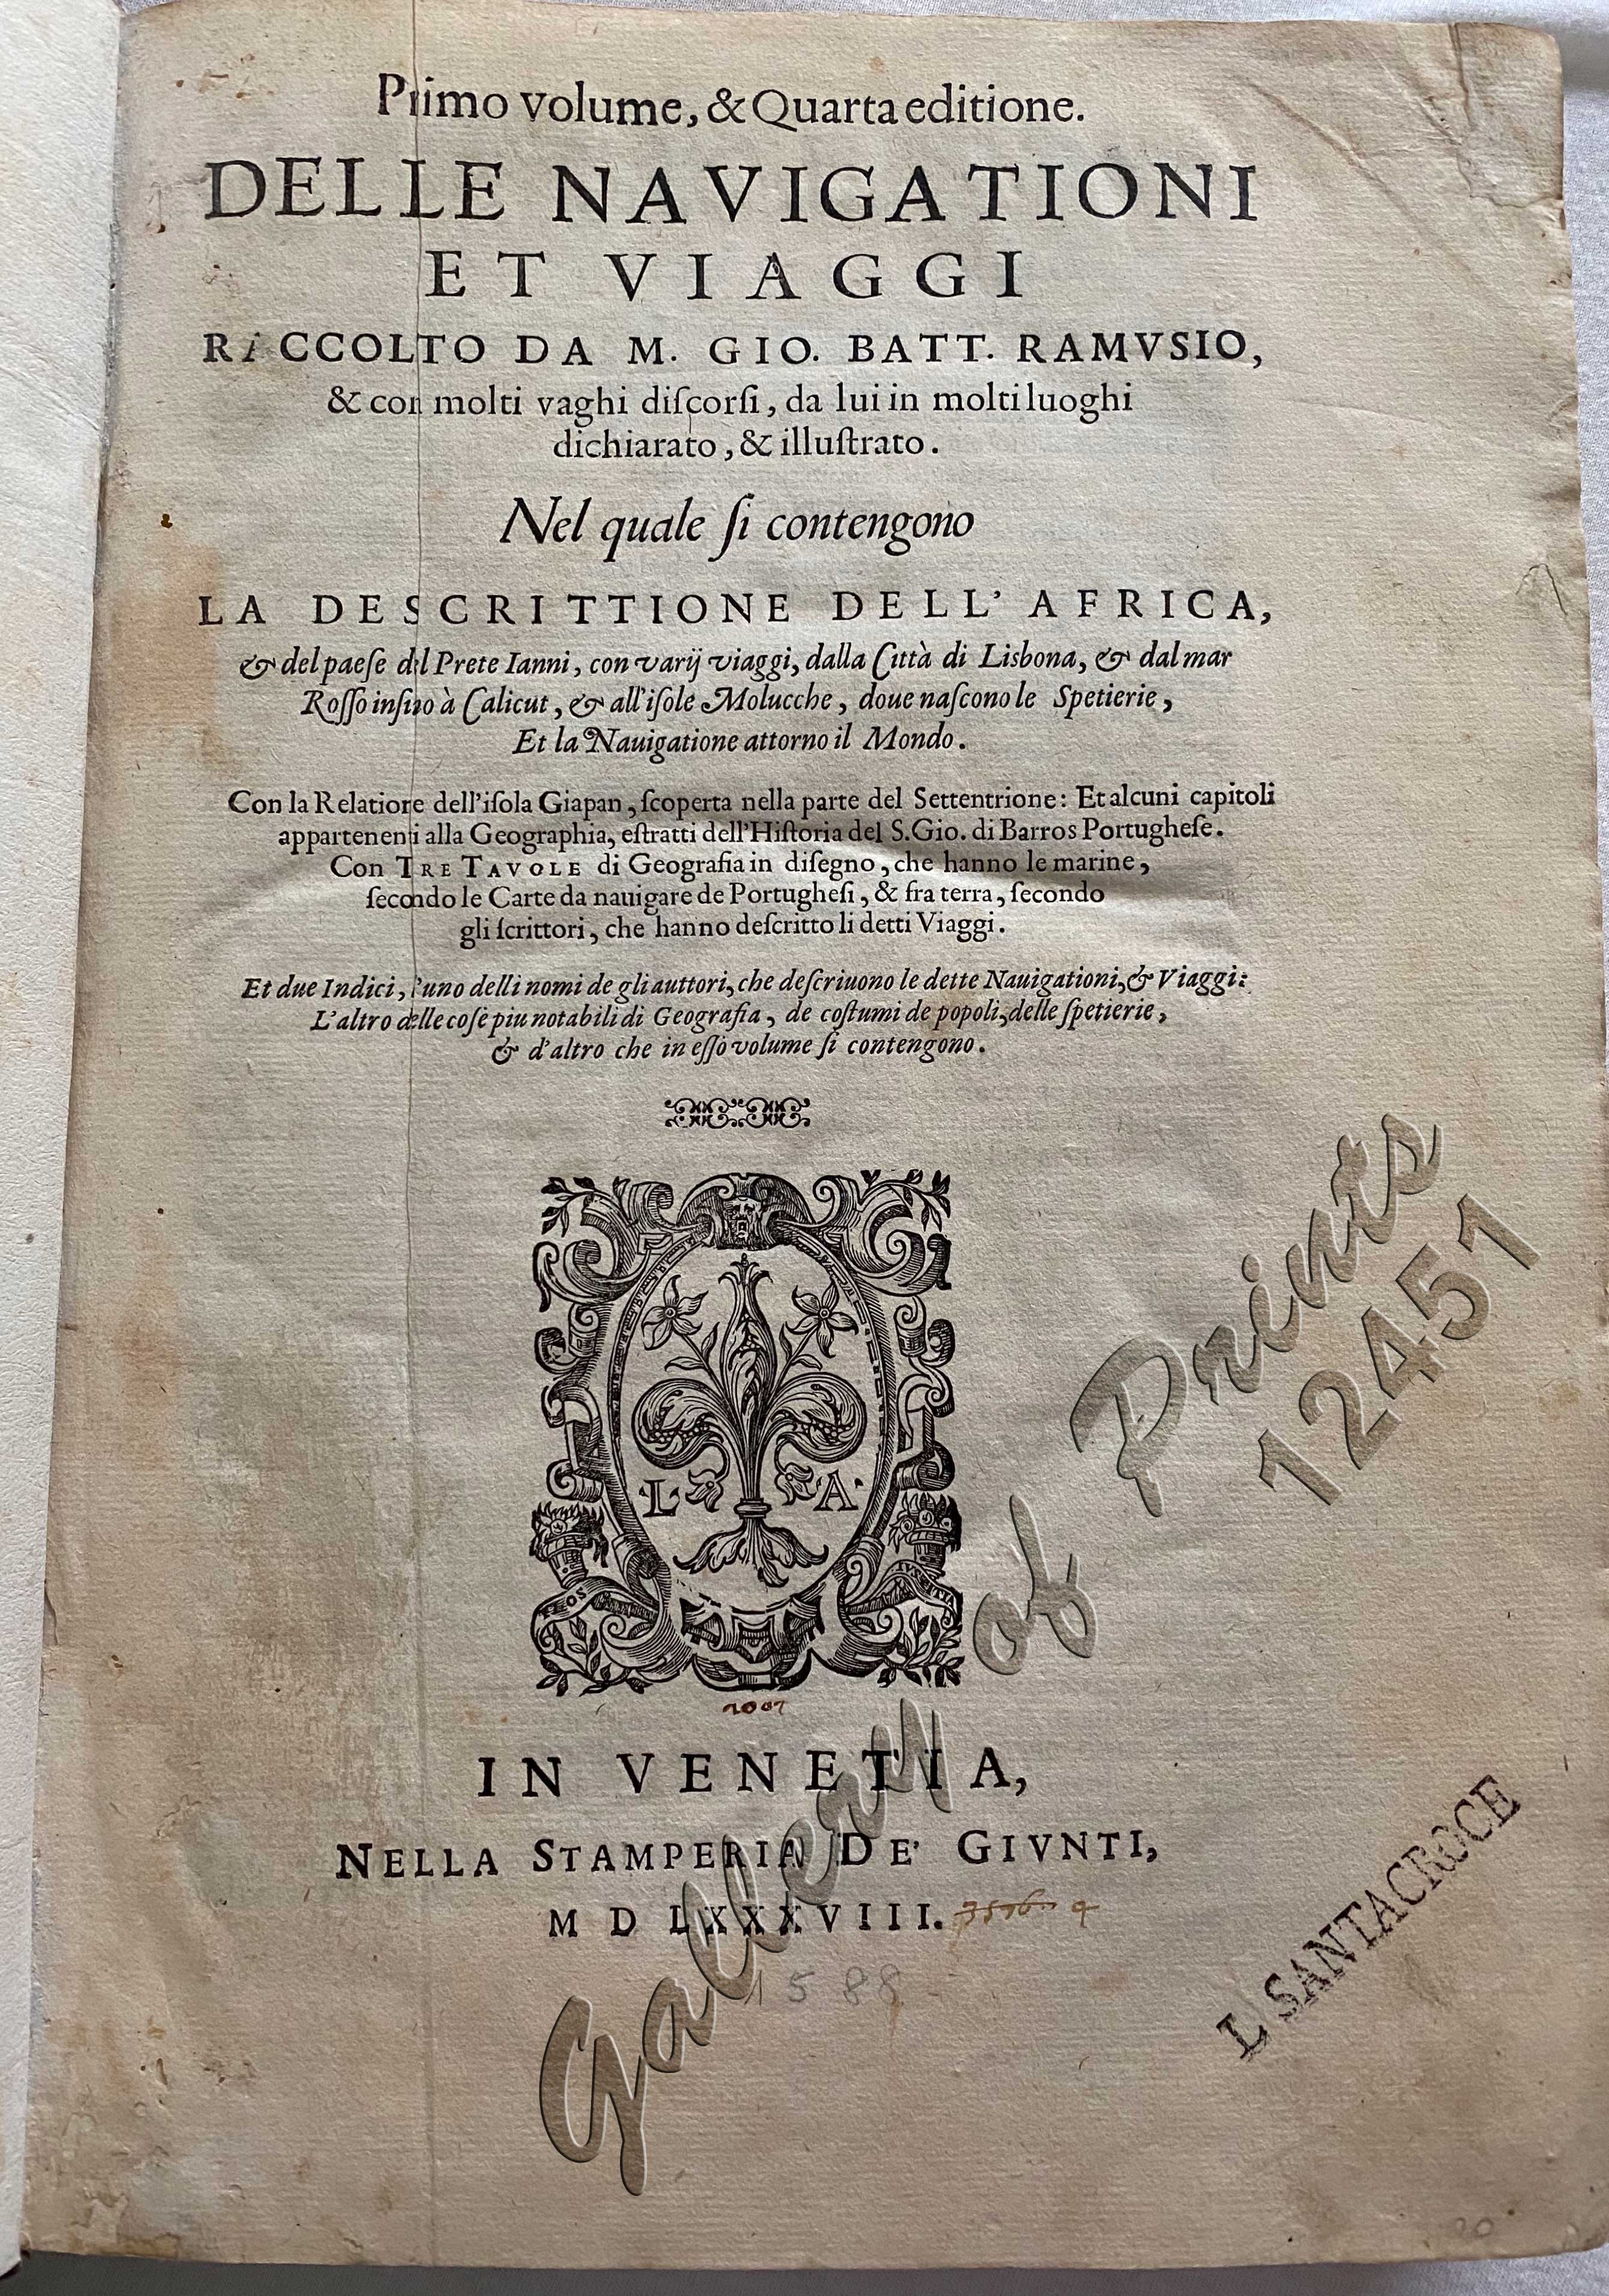 Primo volume, & Quarta editione.
DELLE NAVIGATIONI
ET VIAGGI
RACCOLTO DA M. GIO. BATT. RAMVSIO,
& con molti vaghi diſcorſi, da lui in molti luoghi
dichiarato, & illuſtrato.
Nel quale ſi contengono
LA DESCRITTIONE DELL' AFRICA,
& del paeſe del Prete Ianni, con varij viaggi, dalla Città di Lisbona, & dal mar
Roſſo inſino à Calicut, & all'iſole Molucche, doue naſcono le Spetierie,
Et la Nauigatione attorno il Mondo.
Con la Relatione dell'iſola Giapan, ſcoperta nella parte del Settentrione: Et alcuni capitoli
appartenenti alla Geographia, eſtratti dell'Hiſtoria del S. Gio. di Barros Portugheſe.
Con TRE TAVOLE di Geografia in diſegno, che hanno le marine,
ſecondo le Carte da nauigare de Portugheſi, & fra terra, ſecondo
gli ſcrittori, che hanno deſcritto li detti Viaggi.
Et due Indici, l'uno delli nomi de gli auttori, che deſcriuono le dette Nauigationi, & Viaggi:
L'altro delle coſe piu notabili di Geografia, de coſtumi de popoli, delle ſpetierie,
& d'altro che in eſſo volume ſi contengono.
L. A.
IN VENETIA,
NELLA STAMPERIA DE' GIVNTI,
M D LXXXVIII.
1588
L SANTACROCE
Gallery of Prints
12451